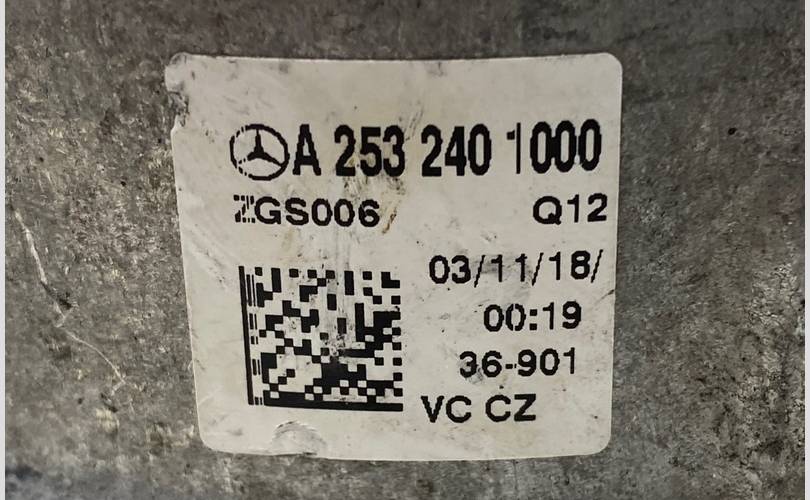 A 253 240 1000
ZGS006 Q12
03/11/18/
00:19
36-901
VC CZ